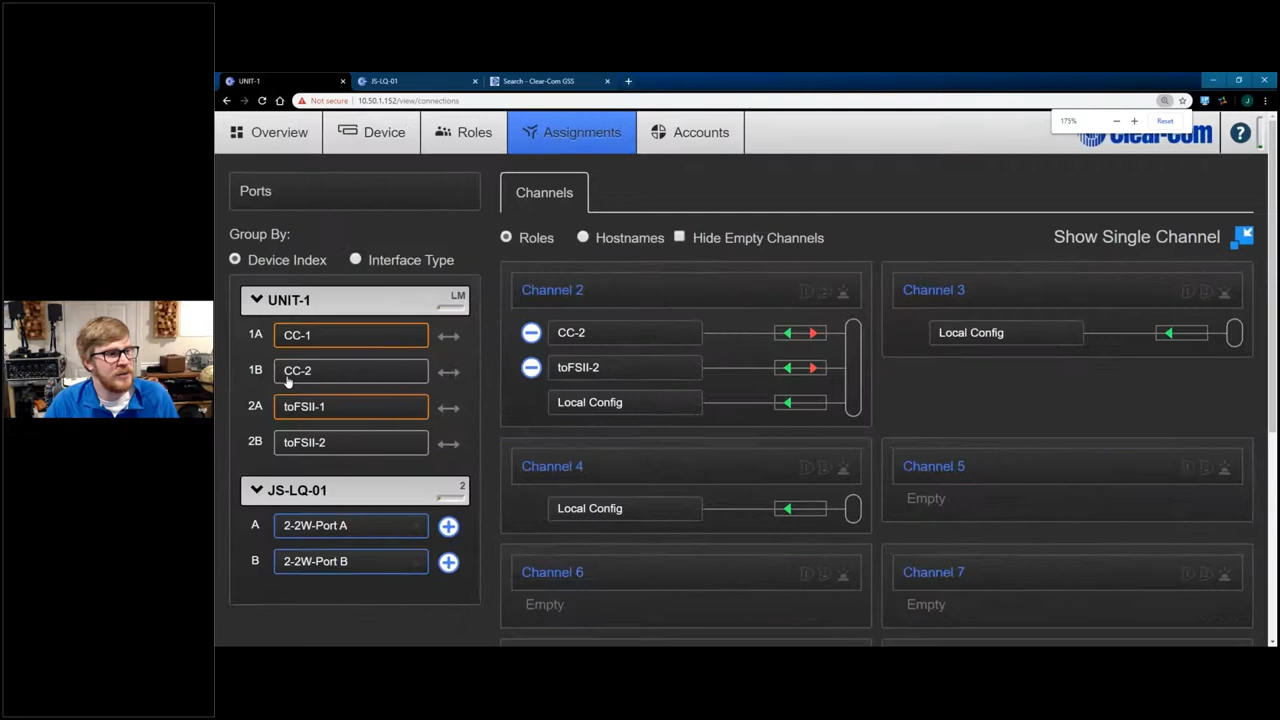 UNIT-1
JS-LQ-01
Search - Clear-Com GSS
Not secure | 10.50.1.152/view/connections
175%
Reset
Overview
Device
Roles
Assignments
Accounts
Clear-Com
?
Ports
Channels
Group By:
Roles
Hostnames
Hide Empty Channels
Show Single Channel
Device Index
Interface Type
UNIT-1 LM
1A CC-1
1B CC-2
2A toFSII-1
2B toFSII-2
JS-LQ-01 2
A 2-2W-Port A
B 2-2W-Port B
Channel 2
CC-2
toFSII-2
Local Config
Channel 3
Local Config
Channel 4
Local Config
Channel 5
Empty
Channel 6
Empty
Channel 7
Empty